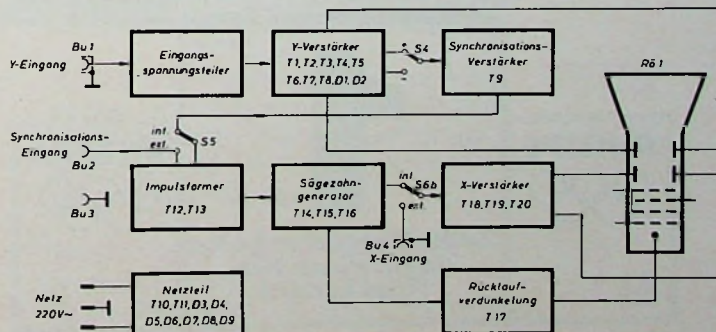 Bu 1
Y-Eingang
Eingangs-
spannungsteiler
Y-Verstärker
T1, T2, T3, T4, T5
T6, T7, T8, D1, D2
+
-
S4
Synchronisations-
Verstärker
T9
Rö 1
Synchronisations-
Eingang
Bu2
int.
ext.
S5
Bu 3
Impulsformer
T12, T13
Sägezahn-
generator
T14, T15, T16
int.
ext.
S6b
Bu 4
X-Eingang
X-Verstärker
T18, T19, T20
Netz
220V~
Netzteil
T10, T11, D3, D4,
D5, D6, D7, D8, D9
Rücklauf-
verdunkelung
T17